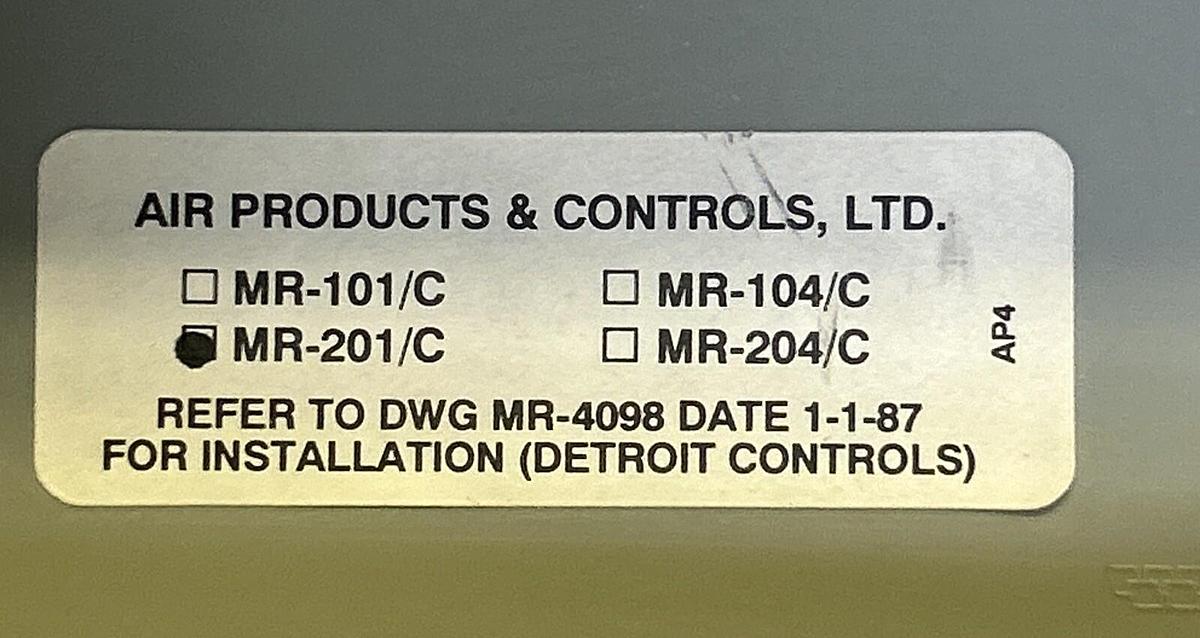 AIR PRODUCTS & CONTROLS, LTD.
☐ MR-101/C ☐ MR-104/C
☑ MR-201/C ☐ MR-204/C
AP4
REFER TO DWG MR-4098 DATE 1-1-87
FOR INSTALLATION (DETROIT CONTROLS)